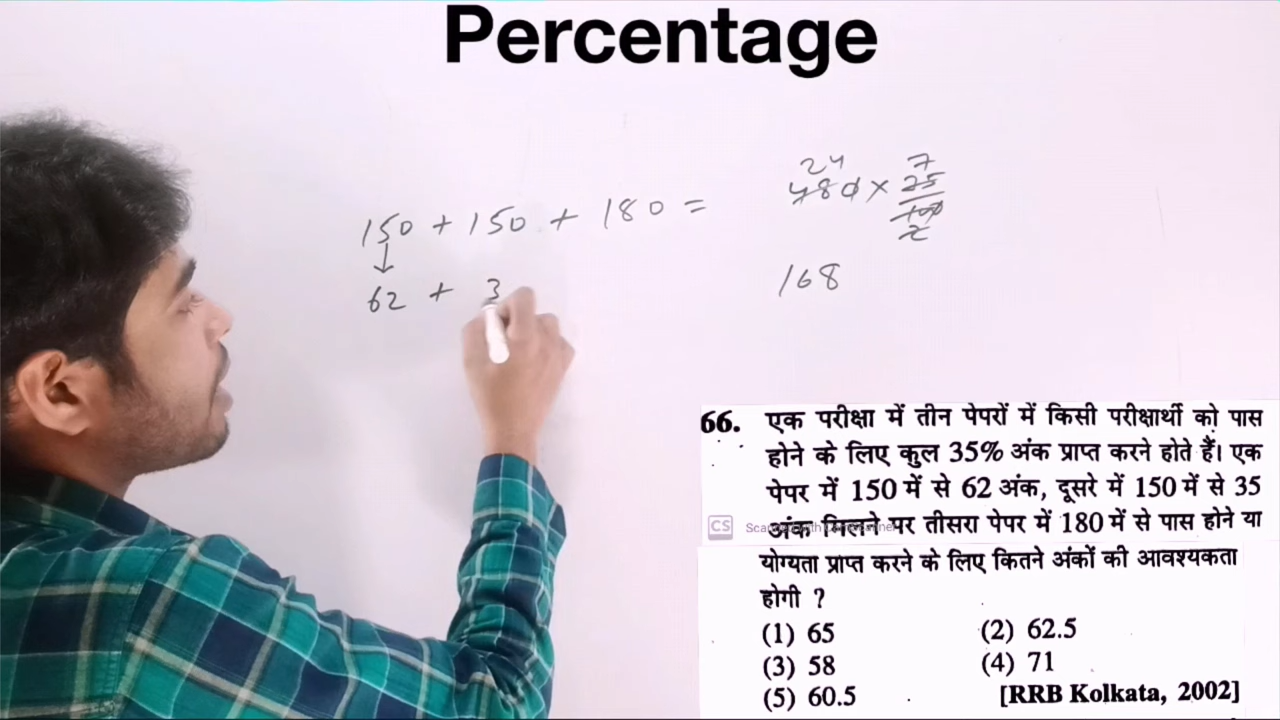 Percentage
24 7
480 × 35
100
2
150 + 150 + 180 =
168
62 + 3
66. एक परीक्षा में तीन पेपरों में किसी परीक्षार्थी को पास
होने के लिए कुल 35% अंक प्राप्त करने होते हैं। एक
पेपर में 150 में से 62 अंक, दूसरे में 150 में से 35
अंक मिलने पर तीसरा पेपर में 180 में से पास होने या
CS
योग्यता प्राप्त करने के लिए कितने अंकों की आवश्यकता
होगी ?
(1) 65 (2) 62.5
(3) 58 (4) 71
(5) 60.5 [RRB Kolkata, 2002]